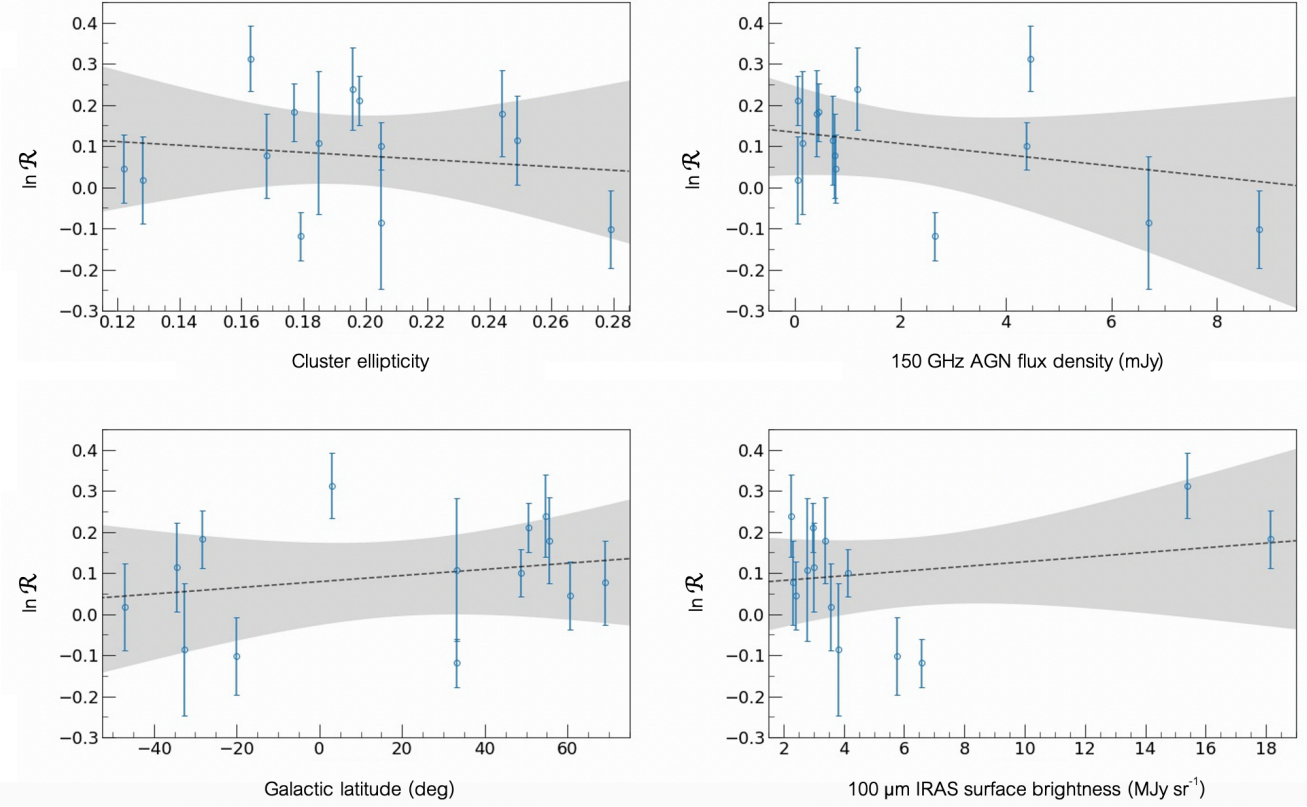 0.4 0.3 0.2 0.1 0.0 −0.1 −0.2 −0.3
ln R
0.12 0.14 0.16 0.18 0.20 0.22 0.24 0.26 0.28
Cluster ellipticity
0.4 0.3 0.2 0.1 0.0 −0.1 −0.2 −0.3
ln R
0 2 4 6 8
150 GHz AGN flux density (mJy)
0.4 0.3 0.2 0.1 0.0 −0.1 −0.2 −0.3
ln R
−40 −20 0 20 40 60
Galactic latitude (deg)
0.4 0.3 0.2 0.1 0.0 −0.1 −0.2 −0.3
ln R
2 4 6 8 10 12 14 16 18
100 μm IRAS surface brightness (MJy sr⁻¹)